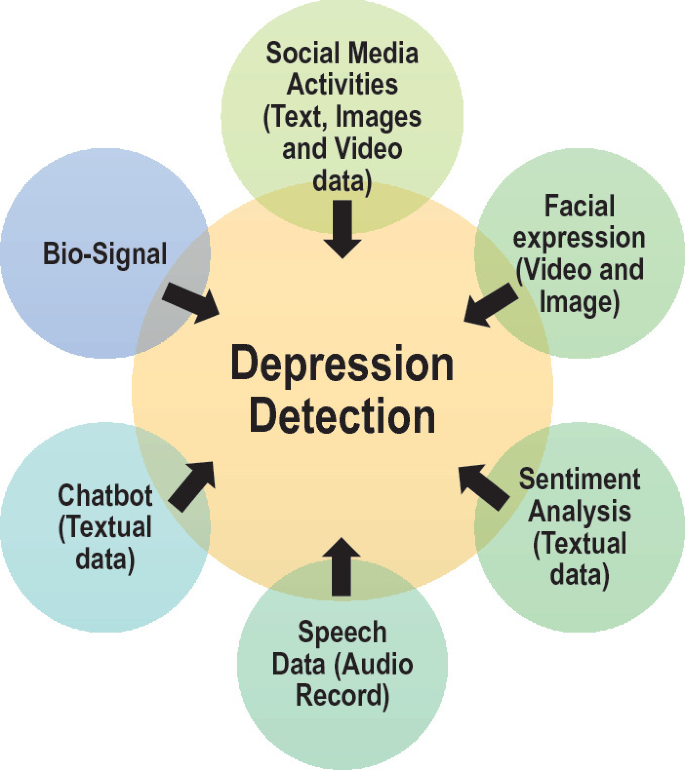 Social Media
Activities
(Text, Images
and Video
data)
Facial
expression
(Video and
Image)
Bio-Signal
Depression
Detection
Sentiment
Analysis
(Textual
data)
Chatbot
(Textual
data)
Speech
Data (Audio
Record)